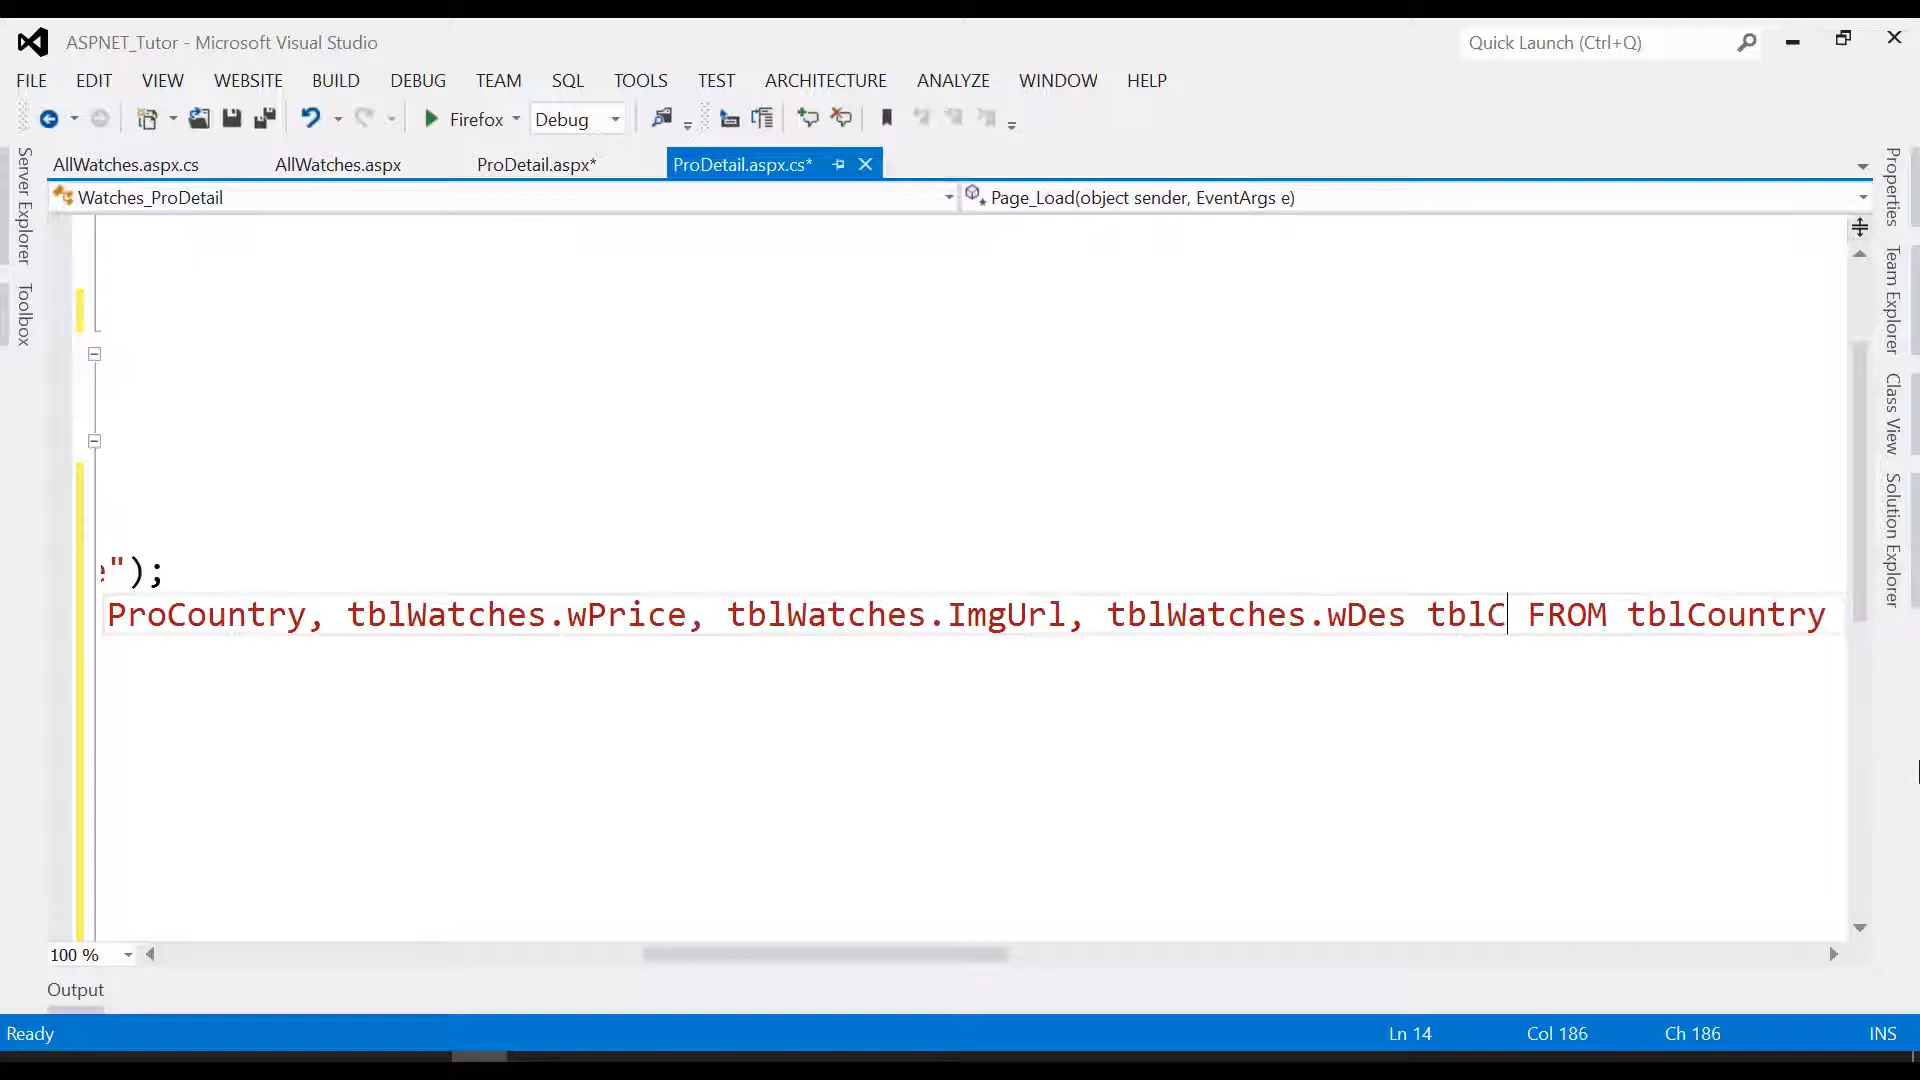 ASPNET_Tutor - Microsoft Visual Studio
Quick Launch (Ctrl+Q)
FILE EDIT VIEW WEBSITE BUILD DEBUG TEAM SQL TOOLS TEST ARCHITECTURE ANALYZE WINDOW HELP
Firefox Debug
AllWatches.aspx.cs AllWatches.aspx ProDetail.aspx* ProDetail.aspx.cs*
Watches_ProDetail Page_Load(object sender, EventArgs e)
Server Explorer
Toolbox
Properties
Team Explorer
Class View
Solution Explorer
e");
ProCountry, tblWatches.wPrice, tblWatches.ImgUrl, tblWatches.wDes tblC FROM tblCountry
100 %
Output
Ready Ln 14 Col 186 Ch 186 INS